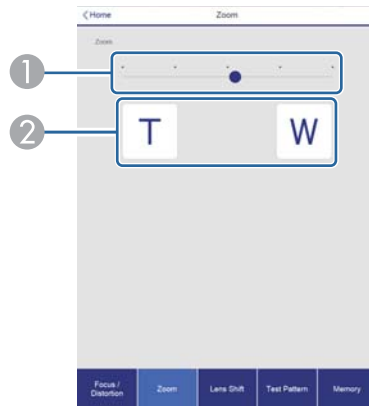 Home
Zoom
Zoom
1
2
T
W
Focus /
Distortion
Zoom
Lens Shift
Test Pattern
Memory